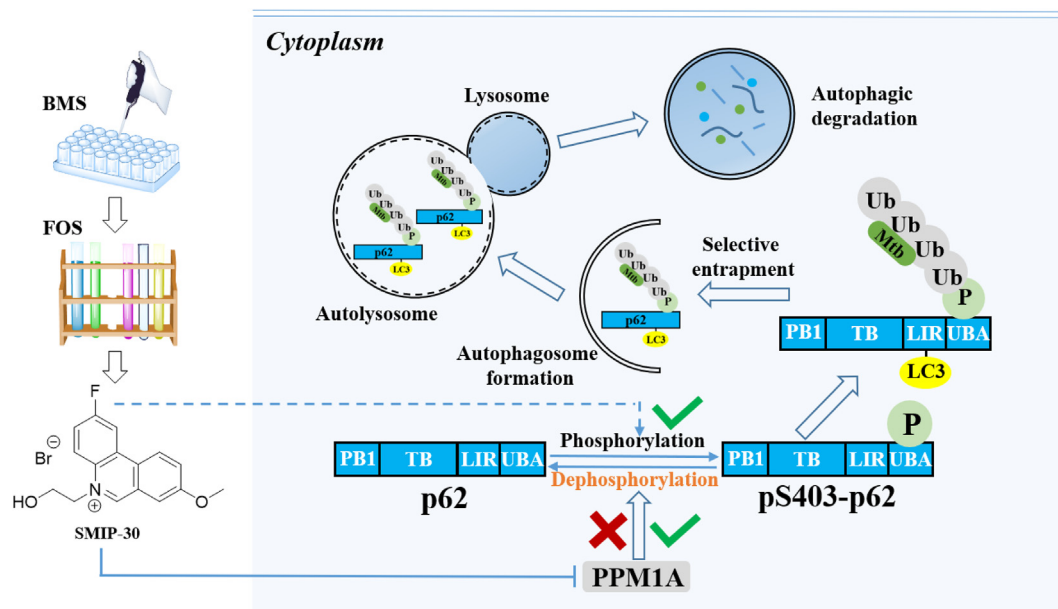 Cytoplasm
BMS
FOS
F
Br
⊖
N
⊕
HO
O
SMIP-30
Lysosome
Autophagic
degradation
Ub
Ub
Ub
Ub
Mtb
P
p62
LC3
Ub
Ub
Ub
Ub
Mtb
P
p62
LC3
Autolysosome
Ub
Ub
Ub
Ub
Mtb
P
p62
LC3
Autophagosome
formation
Selective
entrapment
Ub
Ub
Ub
Ub
Mtb
P
PB1 TB LIR UBA
LC3
P
PB1 TB LIR UBA
p62
Phosphorylation
Dephosphorylation
PB1 TB LIR UBA
pS403-p62
PPM1A